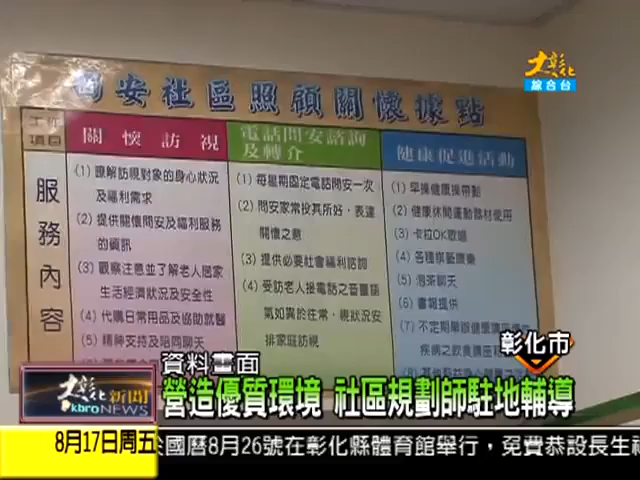 大彰化
綜合台
安社區照顧關懷據點
工作
項目
關懷訪視
電話問安諮詢
及轉介
健康促進活動
服務內容
(1) 瞭解訪視對象的身心狀況
及福利需求
(2) 提供關懷問安及福利服務
的資訊
(3) 觀察注意並了解老人居家
生活經濟狀況及安全性
(4) 代購日常用品及協助就醫
(5) 精神支持及陪同聊天
(1) 每星期固定電話問安一次
(2) 問安家常投其所好，表達
關懷之意
(3) 提供必要社會福利諮詢
(4) 受訪老人接電話之音量語
氣如異於往常，視狀況安
排家庭訪視
(1) 早操健康操帶動
(2) 健康休閒運動器材使用
(3) 卡拉OK歡唱
(4) 各種棋藝康樂
(5) 泡茶聊天
(6) 書報提供
(7) 不定期舉辦健康講座
疾病之飲食講座
彰化市
資料畫面
營造優質環境 社區規劃師駐地輔導
大彰化新聞
kbro NEWS
8月17日周五
於國曆8月26號在彰化縣體育館舉行，免費恭設長生祿